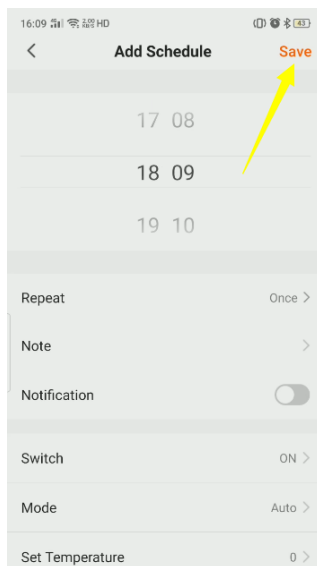 16:09 HD 43
Add Schedule Save
17 08
18 09
19 10
Repeat Once
Note
Notification
Switch ON
Mode Auto
Set Temperature 0